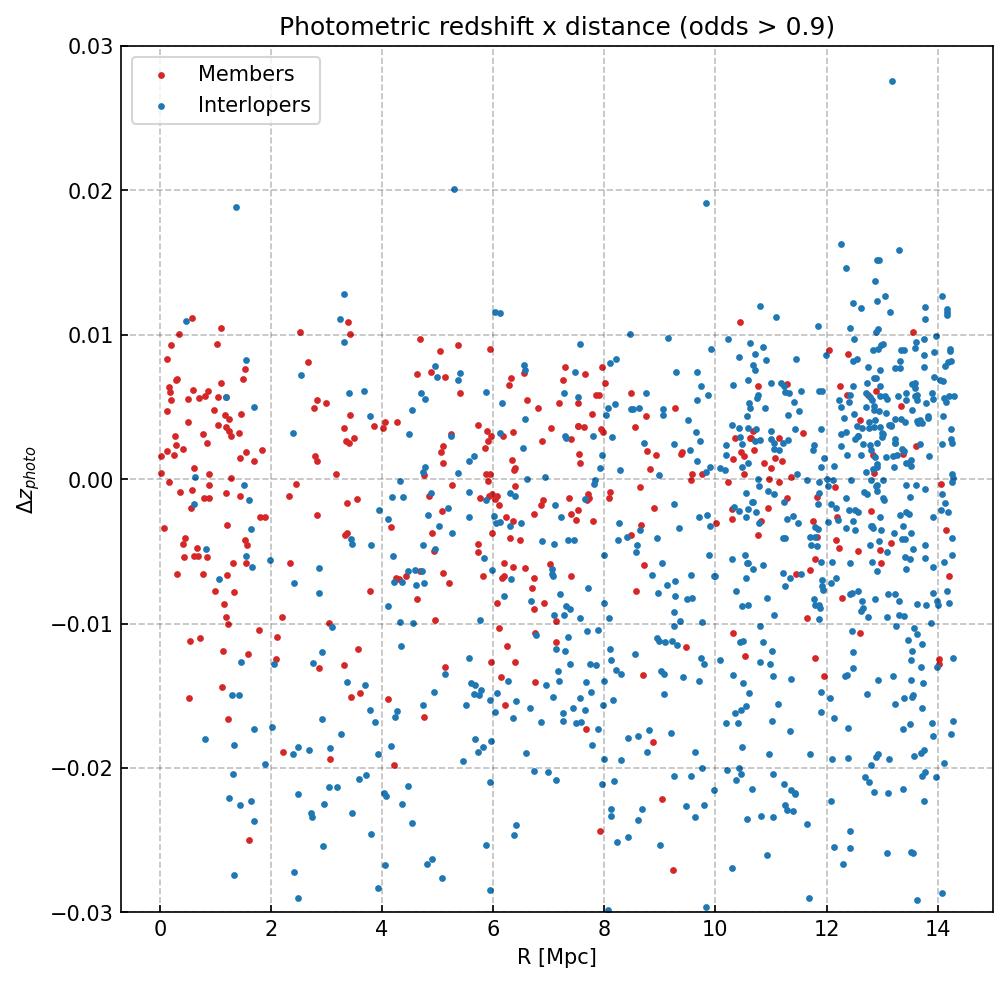 Photometric redshift x distance (odds > 0.9)
Members
Interlopers
0.03
0.02
0.01
0.00
−0.01
−0.02
−0.03
Δz_photo
0 2 4 6 8 10 12 14
R [Mpc]